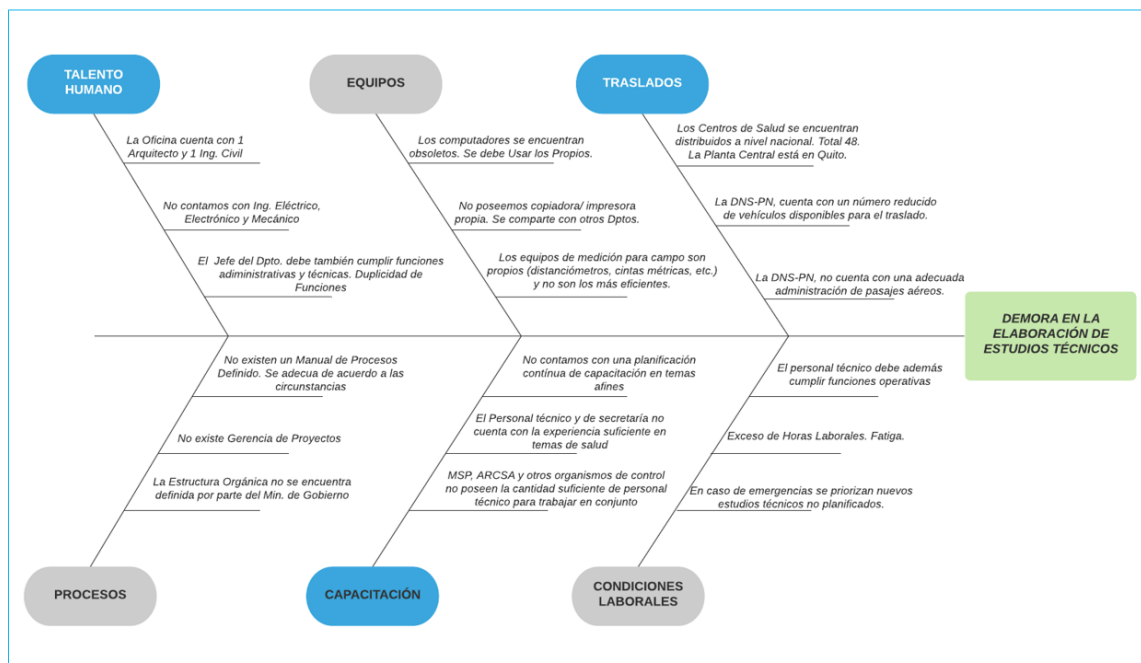 TALENTO
HUMANO
EQUIPOS
TRASLADOS
La Oficina cuenta con 1
Arquitecto y 1 Ing. Civil
No contamos con Ing. Eléctrico,
Electrónico y Mecánico
El Jefe del Dpto. debe también cumplir funciones
adiministrativas y técnicas. Duplicidad de
Funciones
Los computadores se encuentran
obsoletos. Se debe Usar los Propios.
No poseemos copiadora/ impresora
propia. Se comparte con otros Dptos.
Los equipos de medición para campo son
propios (distanciómetros, cintas métricas, etc.)
y no son los más eficientes.
Los Centros de Salud se encuentran
distribuidos a nivel nacional. Total 48.
La Planta Central está en Quito.
La DNS-PN, cuenta con un número reducido
de vehículos disponibles para el traslado.
La DNS-PN, no cuenta con una adecuada
administración de pasajes aéreos.
DEMORA EN LA
ELABORACIÓN DE
ESTUDIOS TÉCNICOS
No existen un Manual de Procesos
Definido. Se adecua de acuerdo a las
circunstancias
No existe Gerencia de Proyectos
La Estructura Orgánica no se encuentra
definida por parte del Min. de Gobierno
No contamos con una planificación
contínua de capacitación en temas
afines
El Personal técnico y de secretaría no
cuenta con la experiencia suficiente en
temas de salud
MSP, ARCSA y otros organismos de control
no poseen la cantidad suficiente de personal
técnico para trabajar en conjunto
El personal técnico debe además
cumplir funciones operativas
Exceso de Horas Laborales. Fatiga.
En caso de emergencias se priorizan nuevos
estudios técnicos no planificados.
PROCESOS
CAPACITACIÓN
CONDICIONES
LABORALES